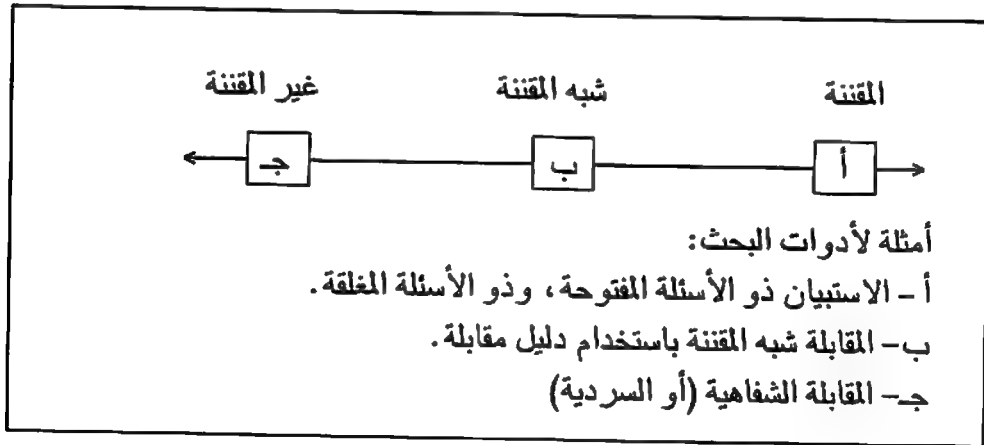 المقننة شبه المقننة غير المقننة
أ ب جـ
أمثلة لأدوات البحث:
أ – الاستبيان ذو الأسئلة المفتوحة، وذو الأسئلة المغلقة.
ب – المقابلة شبه المقننة باستخدام دليل مقابلة.
جـ – المقابلة الشفاهية (أو السردية)